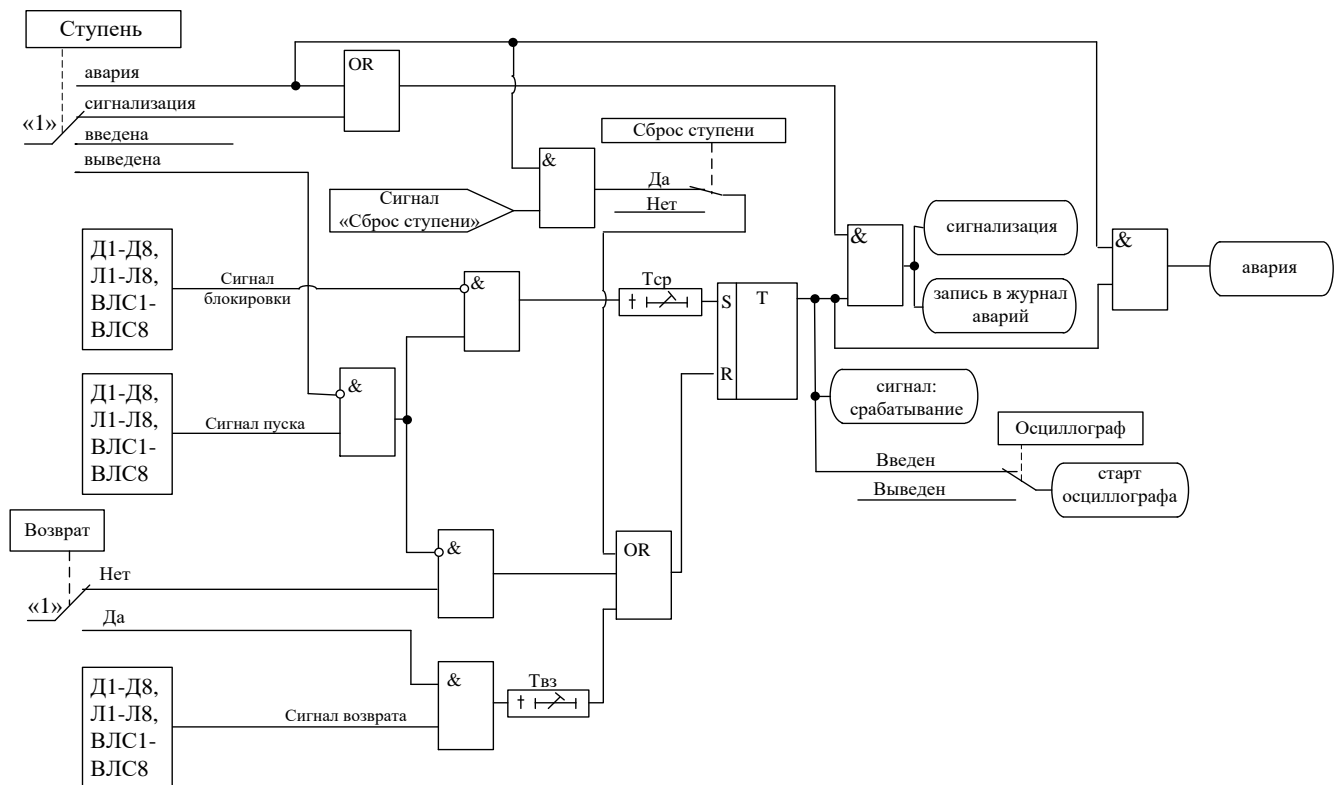 Ступень
авария
сигнализация
«1»
введена
выведена
OR
&
Сигнал
«Сброс ступени»
Сброс ступени
Да
Нет
&
сигнализация
запись в журнал
аварий
&
авария
Д1-Д8,
Л1-Л8,
ВЛС1-
ВЛС8
Сигнал
блокировки
&
Тср
S
T
R
Д1-Д8,
Л1-Л8,
ВЛС1-
ВЛС8
Сигнал пуска
&
сигнал:
срабатывание
Осциллограф
Введен
Выведен
старт
осциллографа
Возврат
«1»
Нет
Да
&
OR
Д1-Д8,
Л1-Л8,
ВЛС1-
ВЛС8
Сигнал возврата
&
Твз